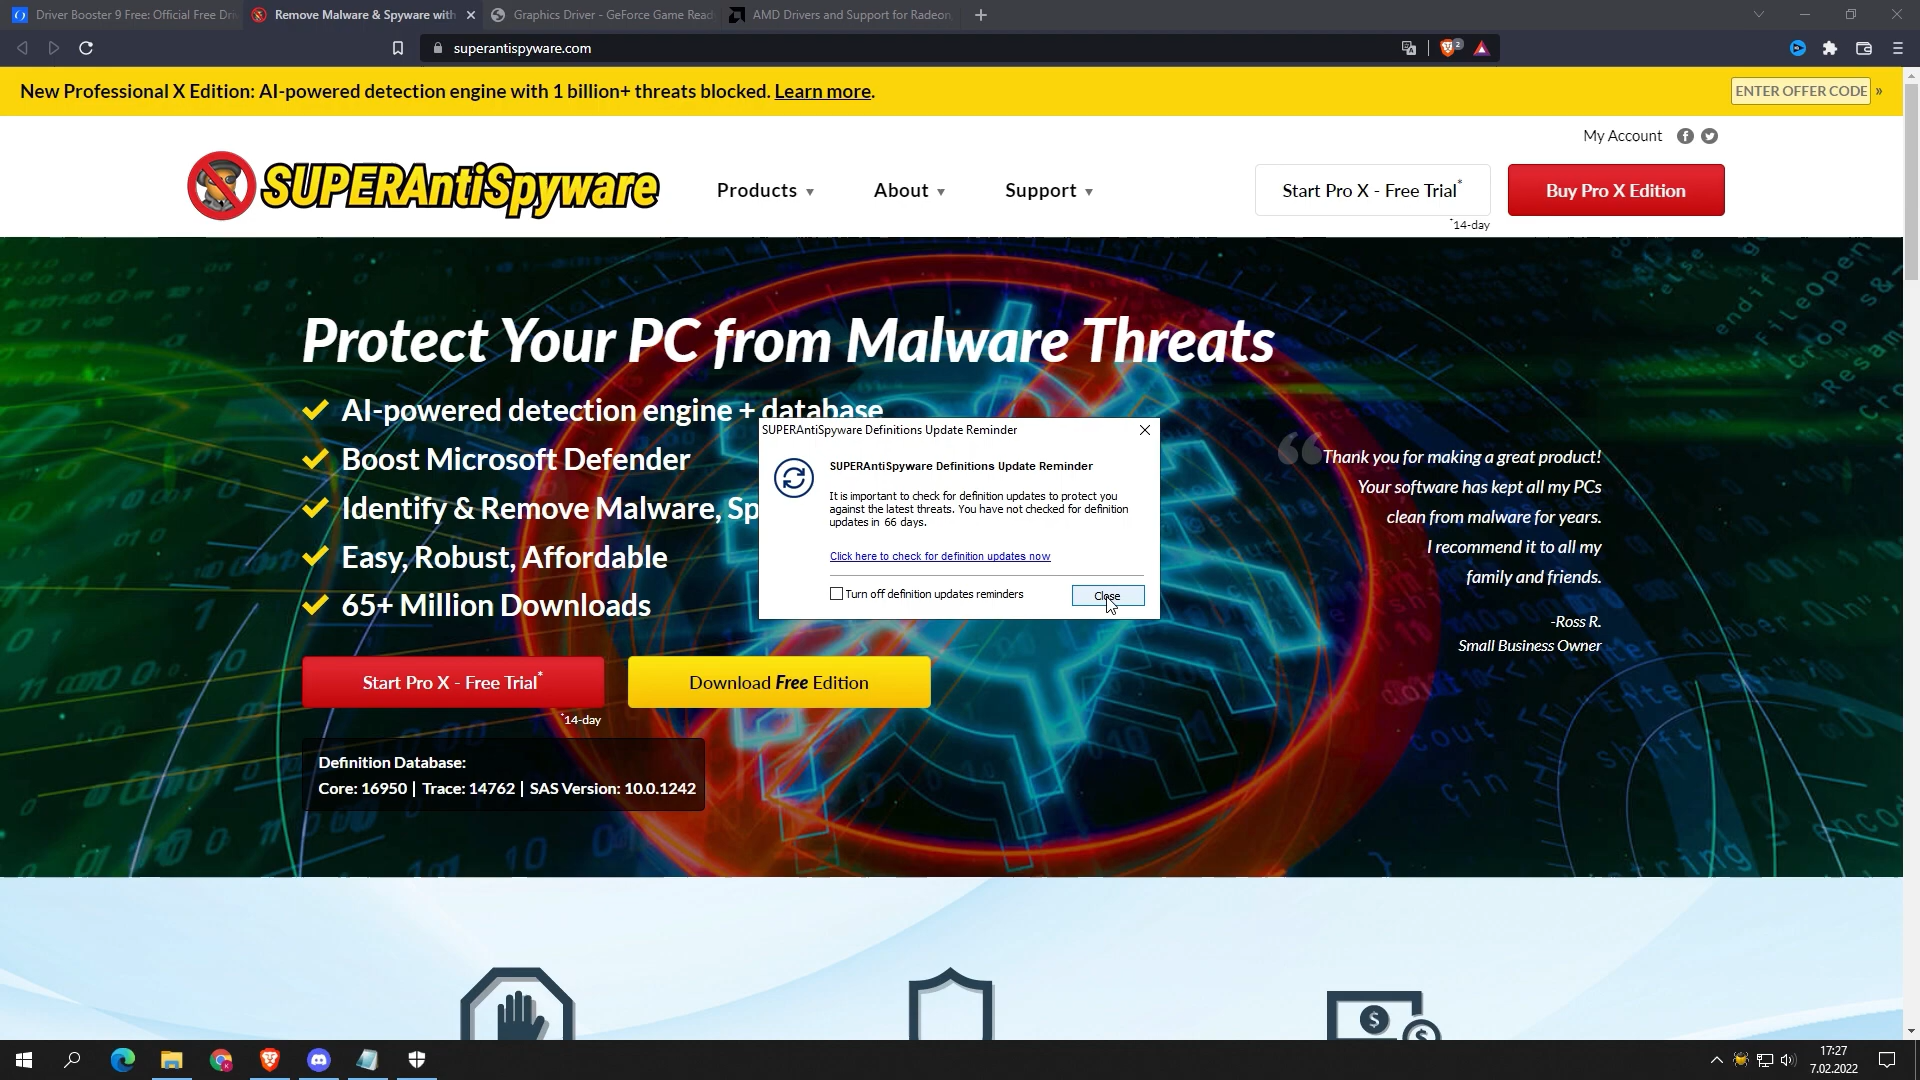 Driver Booster 9 Free: Official Free Dri
Remove Malware & Spyware with
Graphics Driver - GeForce Game Read
AMD Drivers and Support for Radeon,
superantispyware.com
2
New Professional X Edition: AI-powered detection engine with 1 billion+ threats blocked. Learn more.
ENTER OFFER CODE »
My Account
SUPERAntiSpyware
Products ▼
About ▼
Support ▼
Start Pro X - Free Trial*
*14-day
Buy Pro X Edition
Protect Your PC from Malware Threats
AI-powered detection engine + database
Boost Microsoft Defender
Identify & Remove Malware, Sp
Easy, Robust, Affordable
65+ Million Downloads
SUPERAntiSpyware Definitions Update Reminder
SUPERAntiSpyware Definitions Update Reminder
It is important to check for definition updates to protect you
against the latest threats. You have not checked for definition
updates in 66 days.
Click here to check for definition updates now
Turn off definition updates reminders
Close
Thank you for making a great product!
Your software has kept all my PCs
clean from malware for years.
I recommend it to all my
family and friends.
-Ross R.
Small Business Owner
Start Pro X - Free Trial*
*14-day
Download Free Edition
Definition Database:
Core: 16950 | Trace: 14762 | SAS Version: 10.0.1242
17:27
7.02.2022